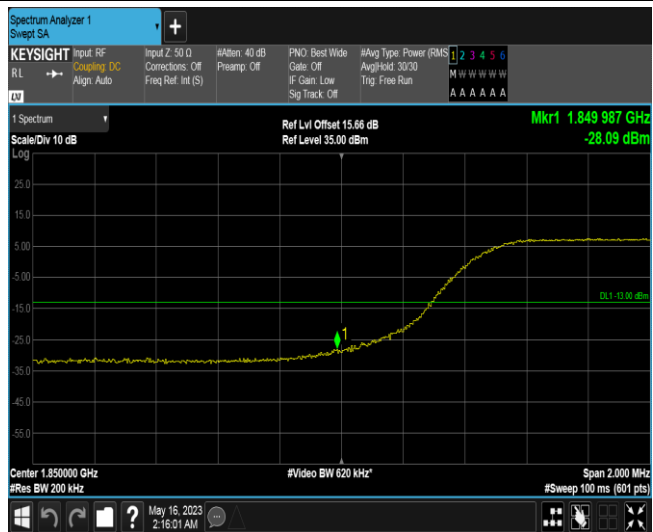 Spectrum Analyzer 1
Swept SA
+
KEYSIGHT
RL
Input: RF
Coupling: DC
Align: Auto
Input Z: 50 Ω
Corrections: Off
Freq Ref: Int (S)
#Atten: 40 dB
Preamp: Off
PNO: Best Wide
Gate: Off
IF Gain: Low
Sig Track: Off
#Avg Type: Power (RMS
Avg|Hold: 30/30
Trig: Free Run
1 2 3 4 5 6
M W W W W W
A A A A A A
LXI
1 Spectrum
Scale/Div 10 dB
Log
Ref Lvl Offset 15.66 dB
Ref Level 35.00 dBm
Mkr1 1.849 987 GHz
-28.09 dBm
25.0
15.0
5.00
-5.00
-15.0
-25.0
-35.0
-45.0
-55.0
DL1 -13.00 dBm
1
Center 1.850000 GHz
#Res BW 200 kHz
#Video BW 620 kHz*
Span 2.000 MHz
#Sweep 100 ms (601 pts)
?
May 16, 2023
2:16:01 AM